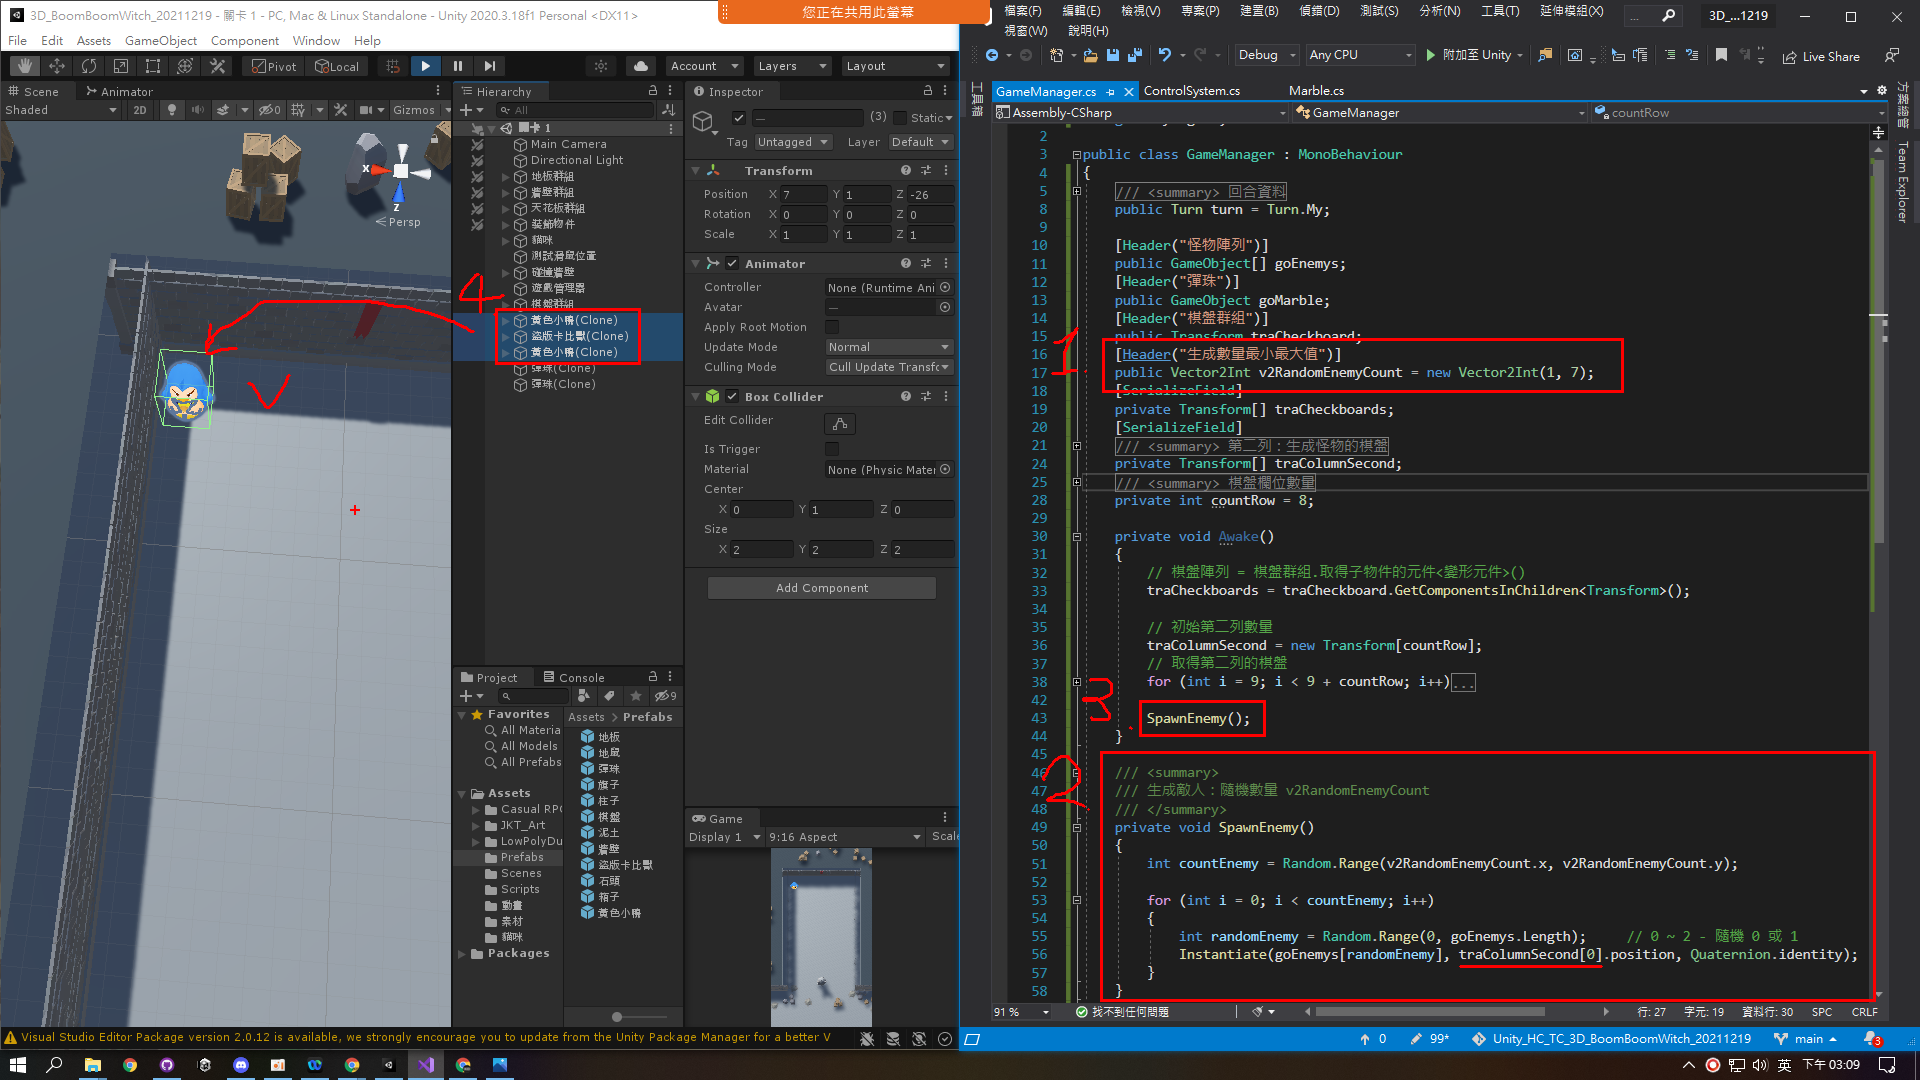 3D_BoomBoomWitch_20211219 - 關卡 1 - PC, Mac & Linux Standalone - Unity 2020.3.18f1 Personal <DX11>
您正在共用此螢幕
File Edit Assets GameObject Component Window Help
Pivot Local Account Layers Layout
Scene Animator
Shaded 2D 0 Gizmos
X Z
Persp
Hierarchy
All
關卡 1
Main Camera
Directional Light
地板群組
牆壁群組
天花板群組
裝飾物件
貓咪
測試滑鼠位置
碰撞牆壁
遊戲管理器
棋盤群組
黃色小鴨(Clone)
盜版卡比獸(Clone)
黃色小鴨(Clone)
彈珠(Clone)
彈珠(Clone)
4
Inspector
— (3) Static
Tag Untagged Layer Default
Transform
Position X 7 Y 1 Z -26
Rotation X 0 Y 0 Z 0
Scale X 1 Y 1 Z 1
Animator
Controller None (Runtime Ani
Avatar —
Apply Root Motion
Update Mode Normal
Culling Mode Cull Update Transfo
Box Collider
Edit Collider
Is Trigger
Material None (Physic Mater
Center
X 0 Y 1 Z 0
Size
X 2 Y 2 Z 2
Add Component
Project Console
9
Favorites
All Materia
All Models
All Prefabs
Assets
Casual RPG
JKT_Art
LowPolyDu
Prefabs
Scenes
Scripts
動畫
素材
貓咪
Packages
Assets > Prefabs
地板
地鼠
彈珠
旗子
柱子
棋盤
泥土
牆壁
盜版卡比獸
石頭
箱子
黃色小鴨
Game
Display 1 9:16 Aspect Scale
Visual Studio Editor Package version 2.0.12 is available, we strongly encourage you to update from the Unity Package Manager for a better V
檔案(F) 編輯(E) 檢視(V) 專案(P) 建置(B) 偵錯(D) 測試(S) 分析(N) 工具(T) 延伸模組(X)
視窗(W) 說明(H)
3D_...1219
Debug Any CPU 附加至 Unity Live Share
工具箱
GameManager.cs ControlSystem.cs Marble.cs
Assembly-CSharp GameManager countRow
方案總管
Team Explorer
2
3 public class GameManager : MonoBehaviour
4 {
5 /// <summary> 回合資料
8 public Turn turn = Turn.My;
9
10 [Header("怪物陣列")]
11 public GameObject[] goEnemys;
12 [Header("彈珠")]
13 public GameObject goMarble;
14 [Header("棋盤群組")]
15 public Transform traCheckboard;
16 [Header("生成數量最小最大值")]
17 public Vector2Int v2RandomEnemyCount = new Vector2Int(1, 7);
18 [SerializeField]
19 private Transform[] traCheckboards;
20 [SerializeField]
21 /// <summary> 第二列：生成怪物的棋盤
24 private Transform[] traColumnSecond;
25 /// <summary> 棋盤欄位數量
28 private int countRow = 8;
29
30 private void Awake()
31 {
32 // 棋盤陣列 = 棋盤群組.取得子物件的元件<變形元件>()
33 traCheckboards = traCheckboard.GetComponentsInChildren<Transform>();
34
35 // 初始第二列數量
36 traColumnSecond = new Transform[countRow];
37 // 取得第二列的棋盤
38 for (int i = 9; i < 9 + countRow; i++)...
42
43 SpawnEnemy();
44 }
45
46 /// <summary>
47 /// 生成敵人：隨機數量 v2RandomEnemyCount
48 /// </summary>
49 private void SpawnEnemy()
50 {
51 int countEnemy = Random.Range(v2RandomEnemyCount.x, v2RandomEnemyCount.y);
52
53 for (int i = 0; i < countEnemy; i++)
54 {
55 int randomEnemy = Random.Range(0, goEnemys.Length); // 0 ~ 2 - 隨機 0 或 1
56 Instantiate(goEnemys[randomEnemy], traColumnSecond[0].position, Quaternion.identity);
57 }
58 }
1
3
2
91 % 找不到任何問題 行: 27 字元: 19 資料行: 30 SPC CRLF
0 99* Unity_HC_TC_3D_BoomBoomWitch_20211219 main 3
英 下午 03:09